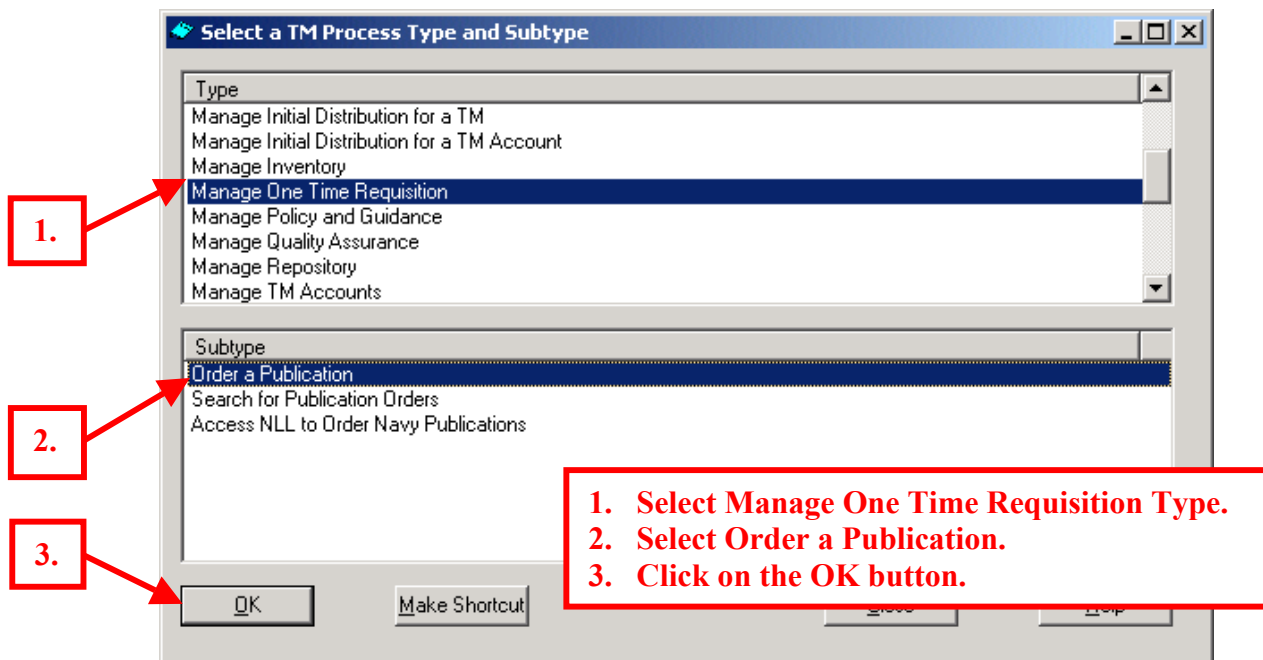 Select a TM Process Type and Subtype
Type
Manage Initial Distribution for a TM
Manage Initial Distribution for a TM Account
Manage Inventory
Manage One Time Requisition
Manage Policy and Guidance
Manage Quality Assurance
Manage Repository
Manage TM Accounts
1.
Subtype
Order a Publication
Search for Publication Orders
Access NLL to Order Navy Publications
2.
1. Select Manage One Time Requisition Type.
2. Select Order a Publication.
3. Click on the OK button.
3.
OK
Make Shortcut